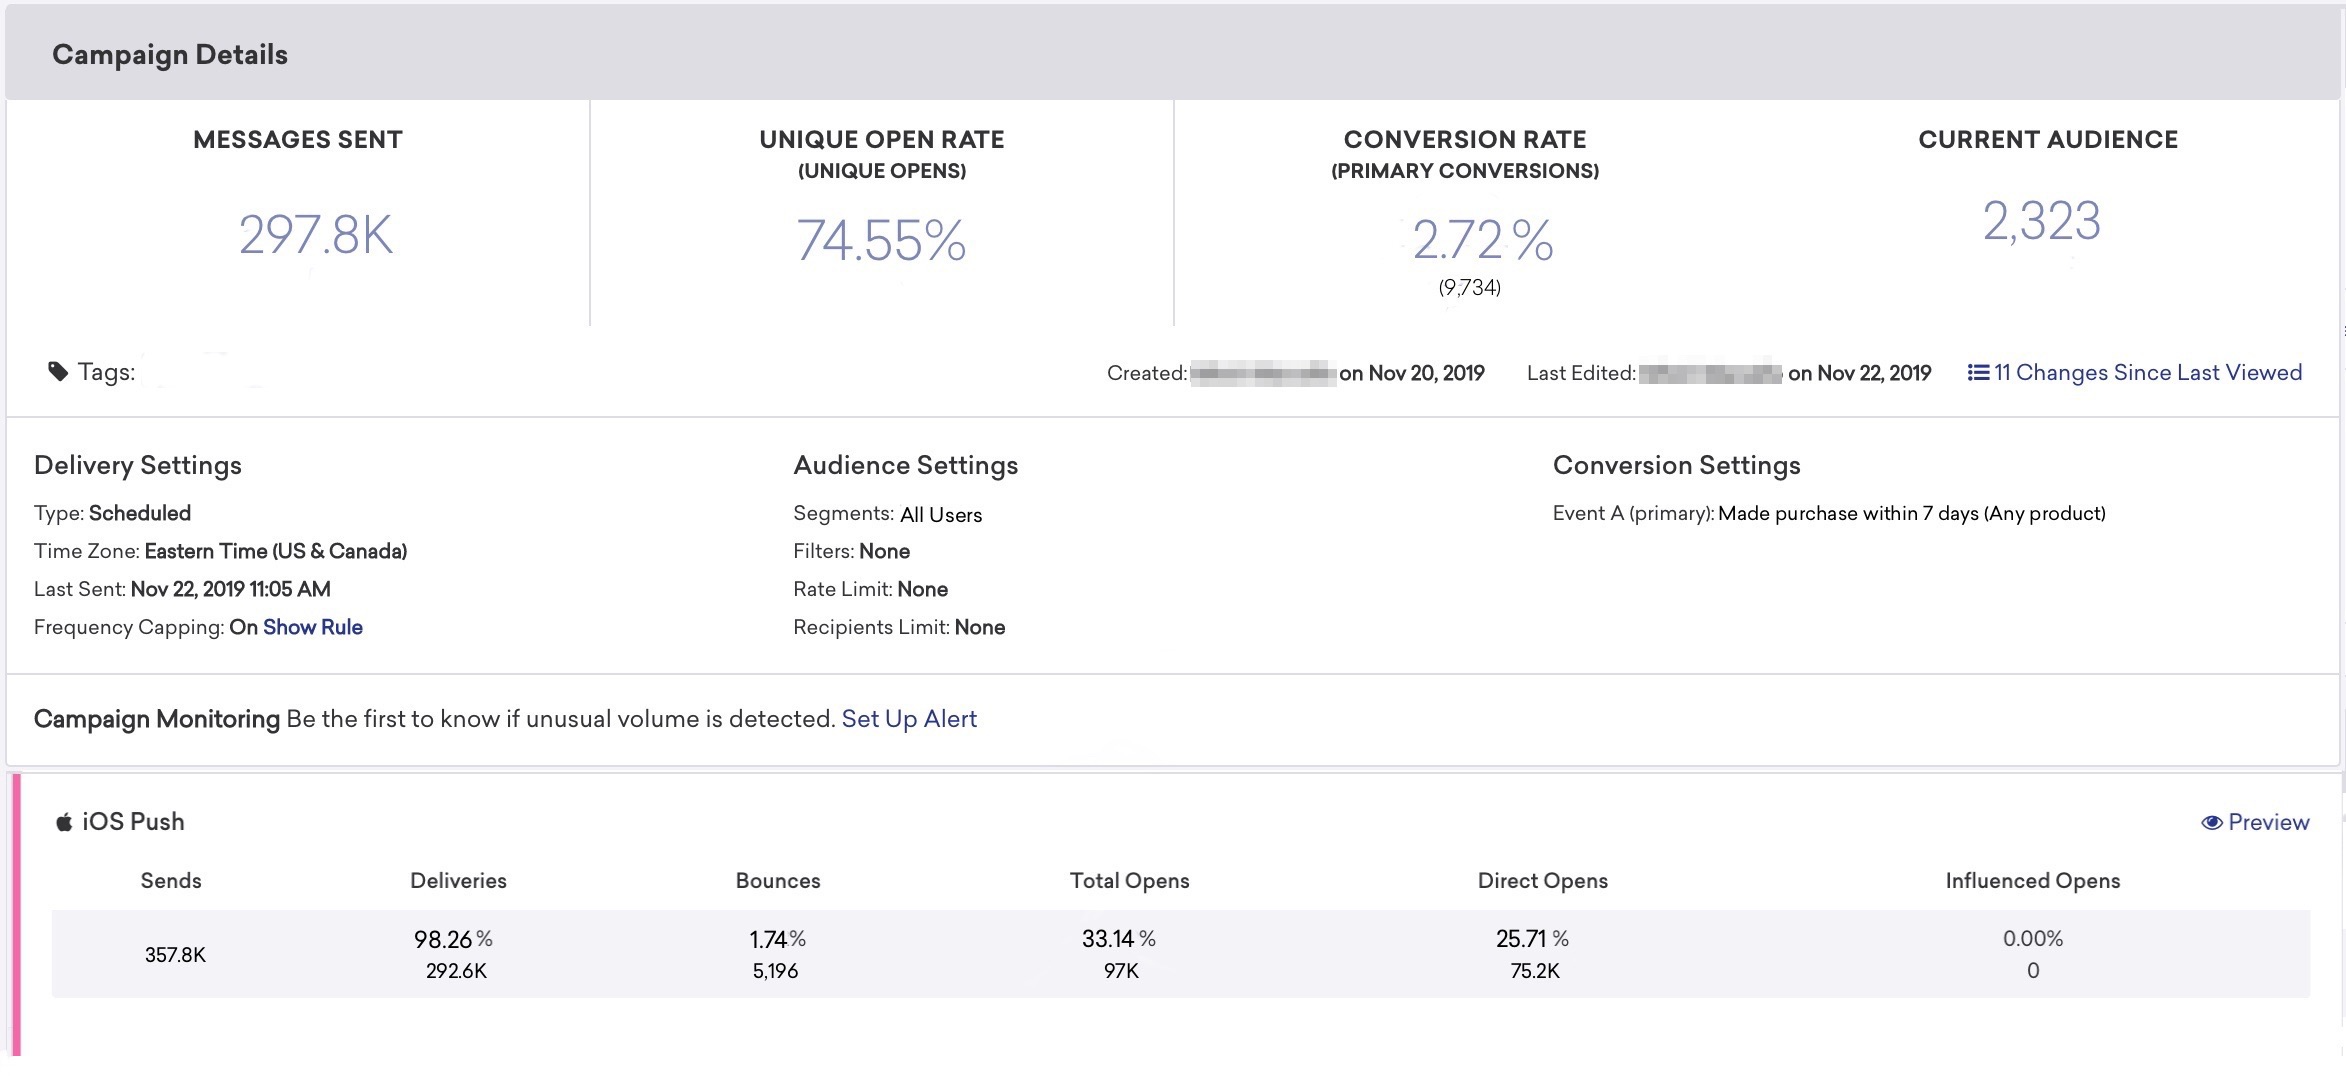 Campaign Details
MESSAGES SENT
297.8K
UNIQUE OPEN RATE
(UNIQUE OPENS)
74.55%
CONVERSION RATE
(PRIMARY CONVERSIONS)
2.72 %
(9,734)
CURRENT AUDIENCE
2,323
Tags:
Created: on Nov 20, 2019
Last Edited: on Nov 22, 2019
11 Changes Since Last Viewed
Delivery Settings
Type: Scheduled
Time Zone: Eastern Time (US & Canada)
Last Sent: Nov 22, 2019 11:05 AM
Frequency Capping: On Show Rule
Audience Settings
Segments: All Users
Filters: None
Rate Limit: None
Recipients Limit: None
Conversion Settings
Event A (primary): Made purchase within 7 days (Any product)
Campaign Monitoring Be the first to know if unusual volume is detected. Set Up Alert
iOS Push
Preview
Sends Deliveries Bounces Total Opens Direct Opens Influenced Opens
357.8K 98.26 % 1.74% 33.14 % 25.71 % 0.00%
292.6K 5,196 97K 75.2K 0